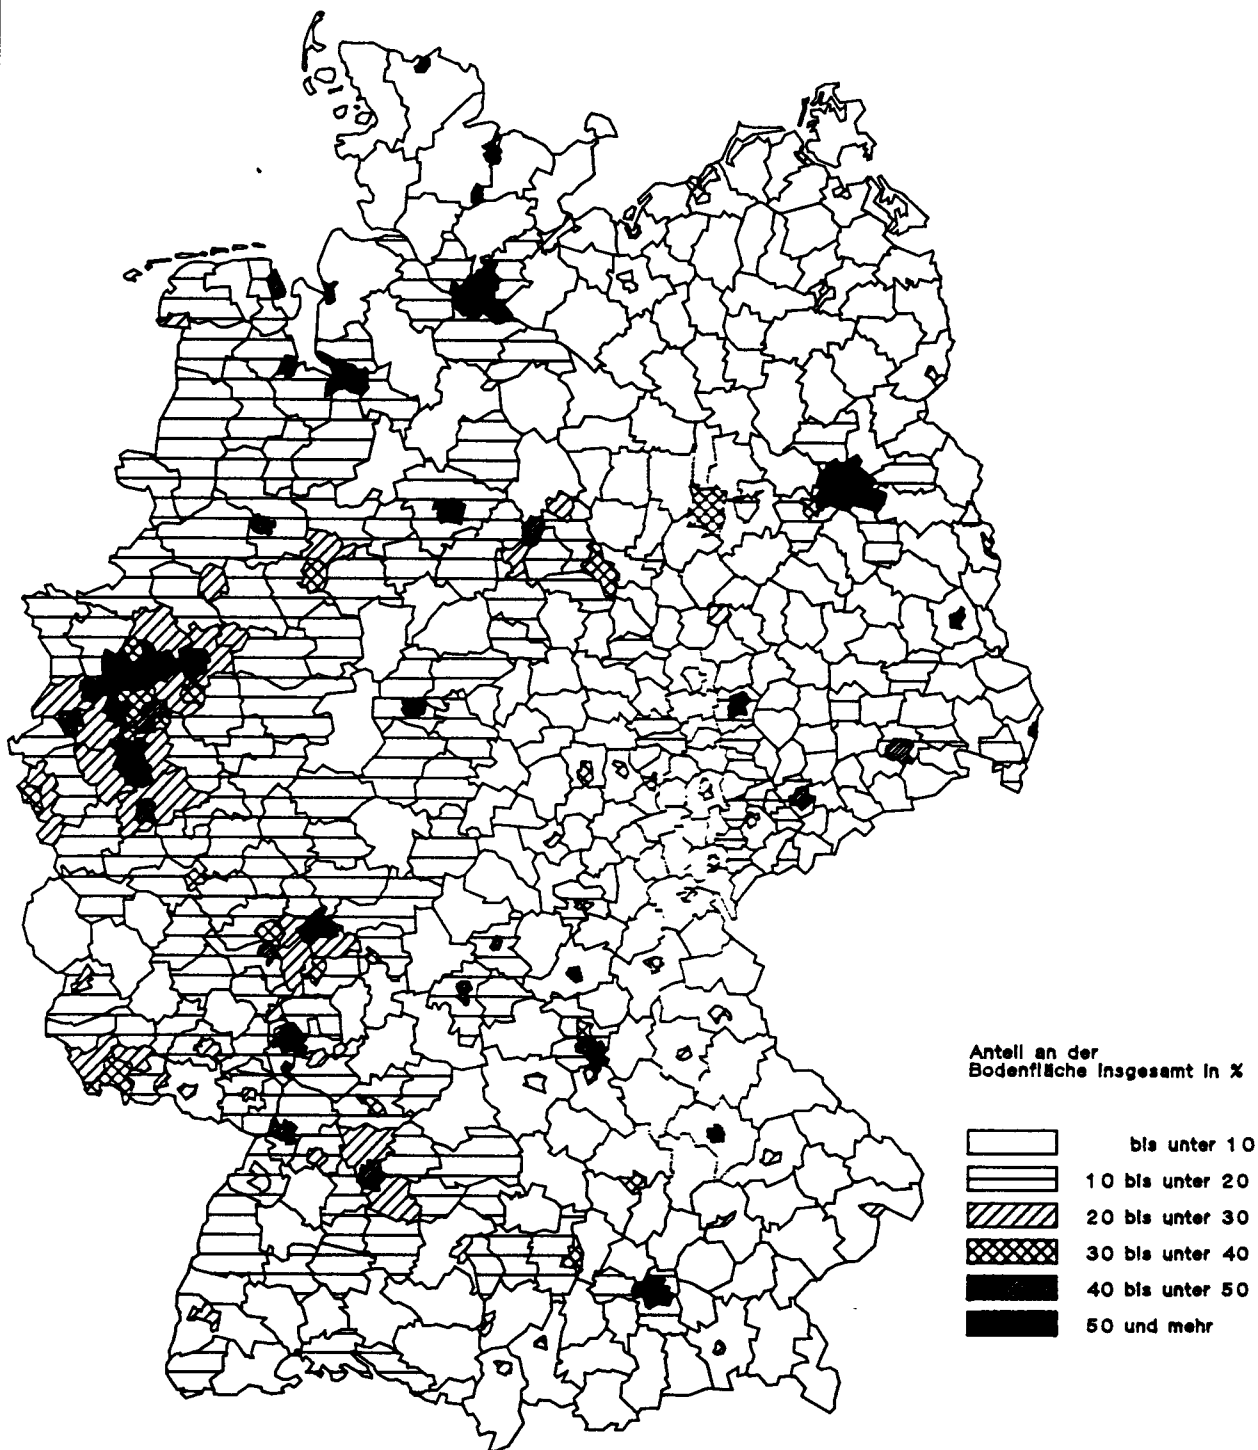 Anteil an der
Bodenfläche insgesamt in %
bis unter 10
10 bis unter 20
20 bis unter 30
30 bis unter 40
40 bis unter 50
50 und mehr